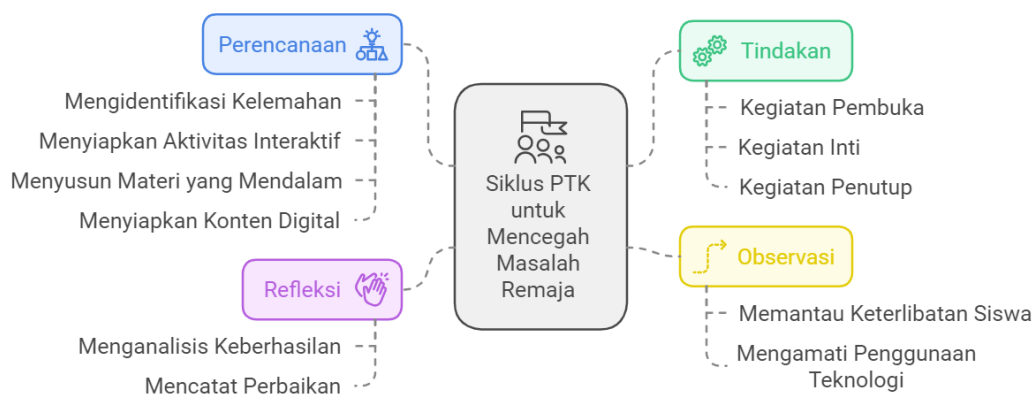 Perencanaan
Mengidentifikasi Kelemahan
Menyiapkan Aktivitas Interaktif
Menyusun Materi yang Mendalam
Menyiapkan Konten Digital
Refleksi
Menganalisis Keberhasilan
Mencatat Perbaikan
Siklus PTK
untuk
Mencegah
Masalah
Remaja
Tindakan
Kegiatan Pembuka
Kegiatan Inti
Kegiatan Penutup
Observasi
Memantau Keterlibatan Siswa
Mengamati Penggunaan
Teknologi